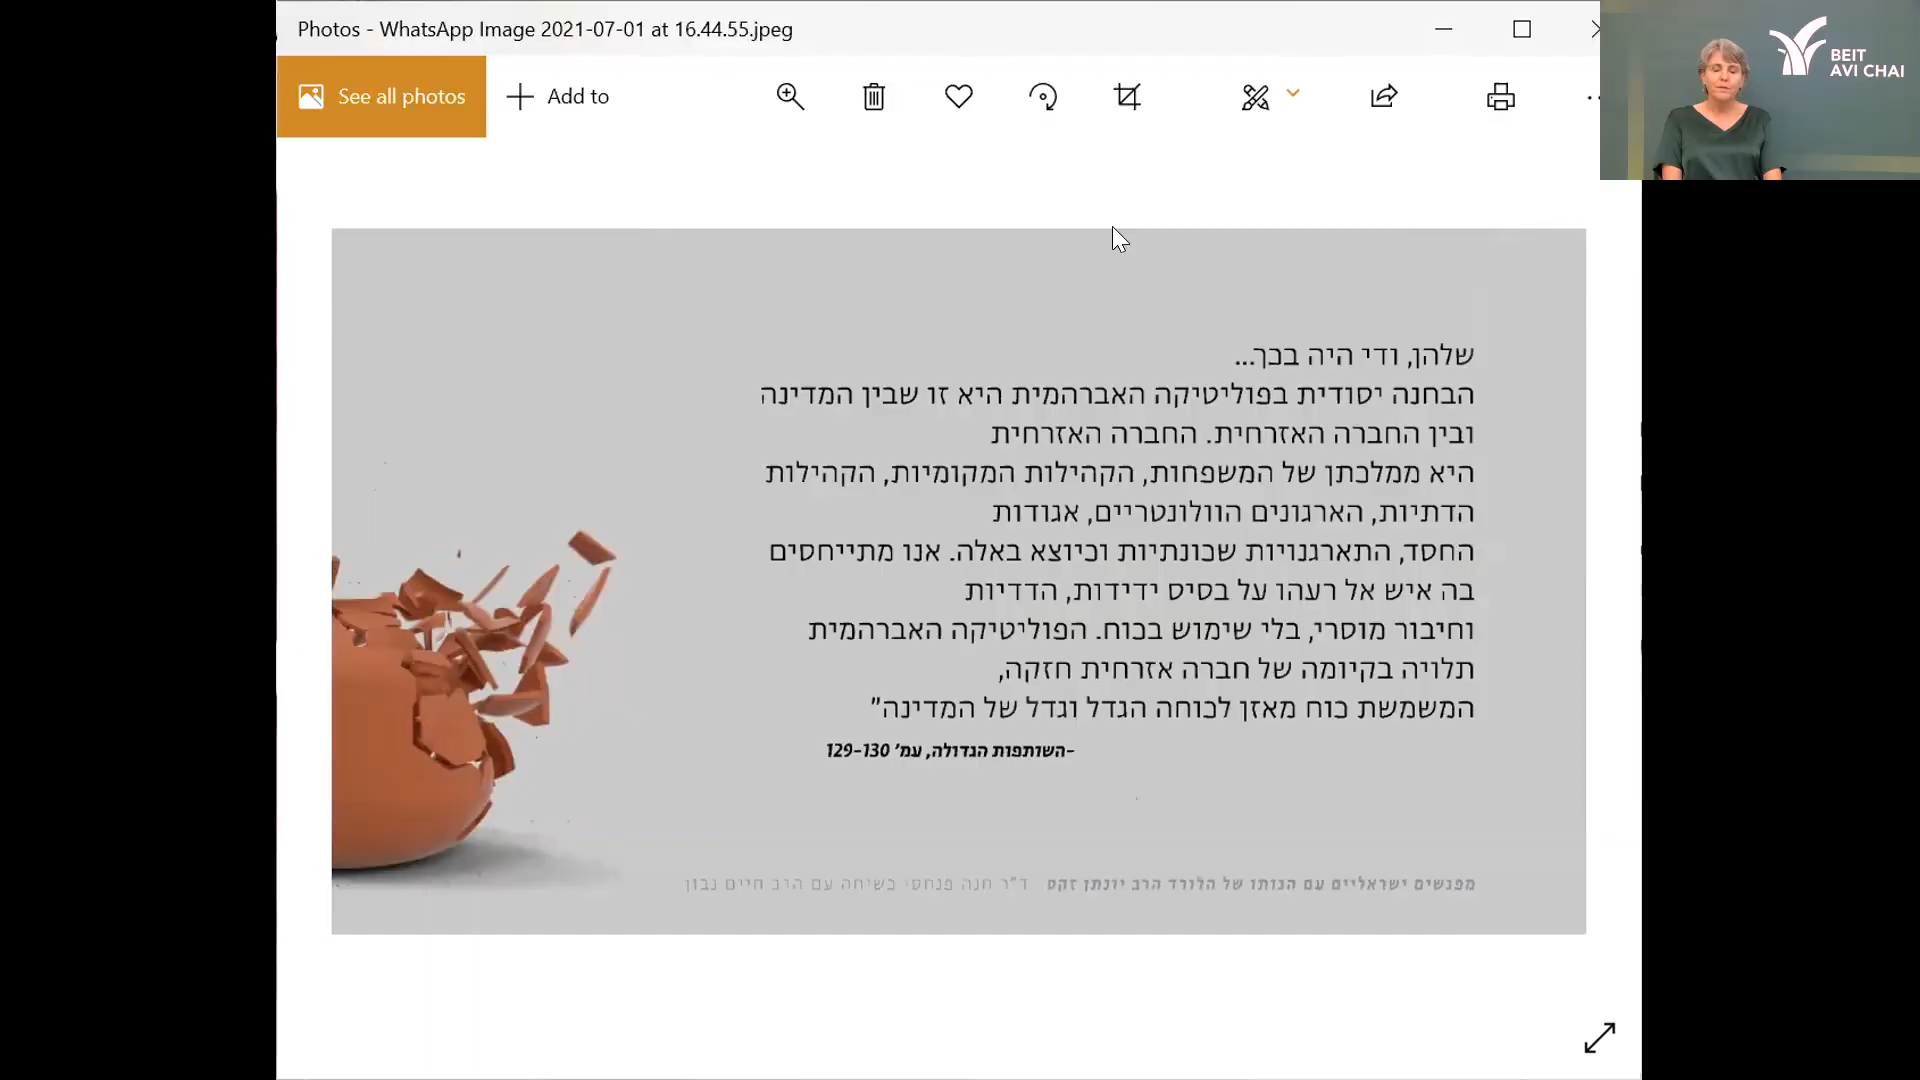 Photos - WhatsApp Image 2021-07-01 at 16.44.55.jpeg
BEIT
AVI CHAI
See all photos
Add to
שלהן, ודי היה בכך...
הבחנה יסודית בפוליטיקה האברהמית היא זו שבין המדינה
ובין החברה האזרחית. החברה האזרחית
היא ממלכתן של המשפחות, הקהילות המקומיות, הקהילות
הדתיות, הארגונים הוולונטריים, אגודות
החסד, התארגנויות שכונתיות וכיוצא באלה. אנו מתייחסים
בה איש אל רעהו על בסיס ידידות, הדדיות
וחיבור מוסרי, בלי שימוש בכוח. הפוליטיקה האברהמית
תלויה בקיומה של חברה אזרחית חזקה,
המשמשת כוח מאזן לכוחה הגדל וגדל של המדינה"
-השותפות הגדולה, עמ' 129-130
מפגשים ישראליים עם הגותו של הלורד הרב יונתן זקס ד"ר חנה פנחסי בשיחה עם הרב חיים נבון